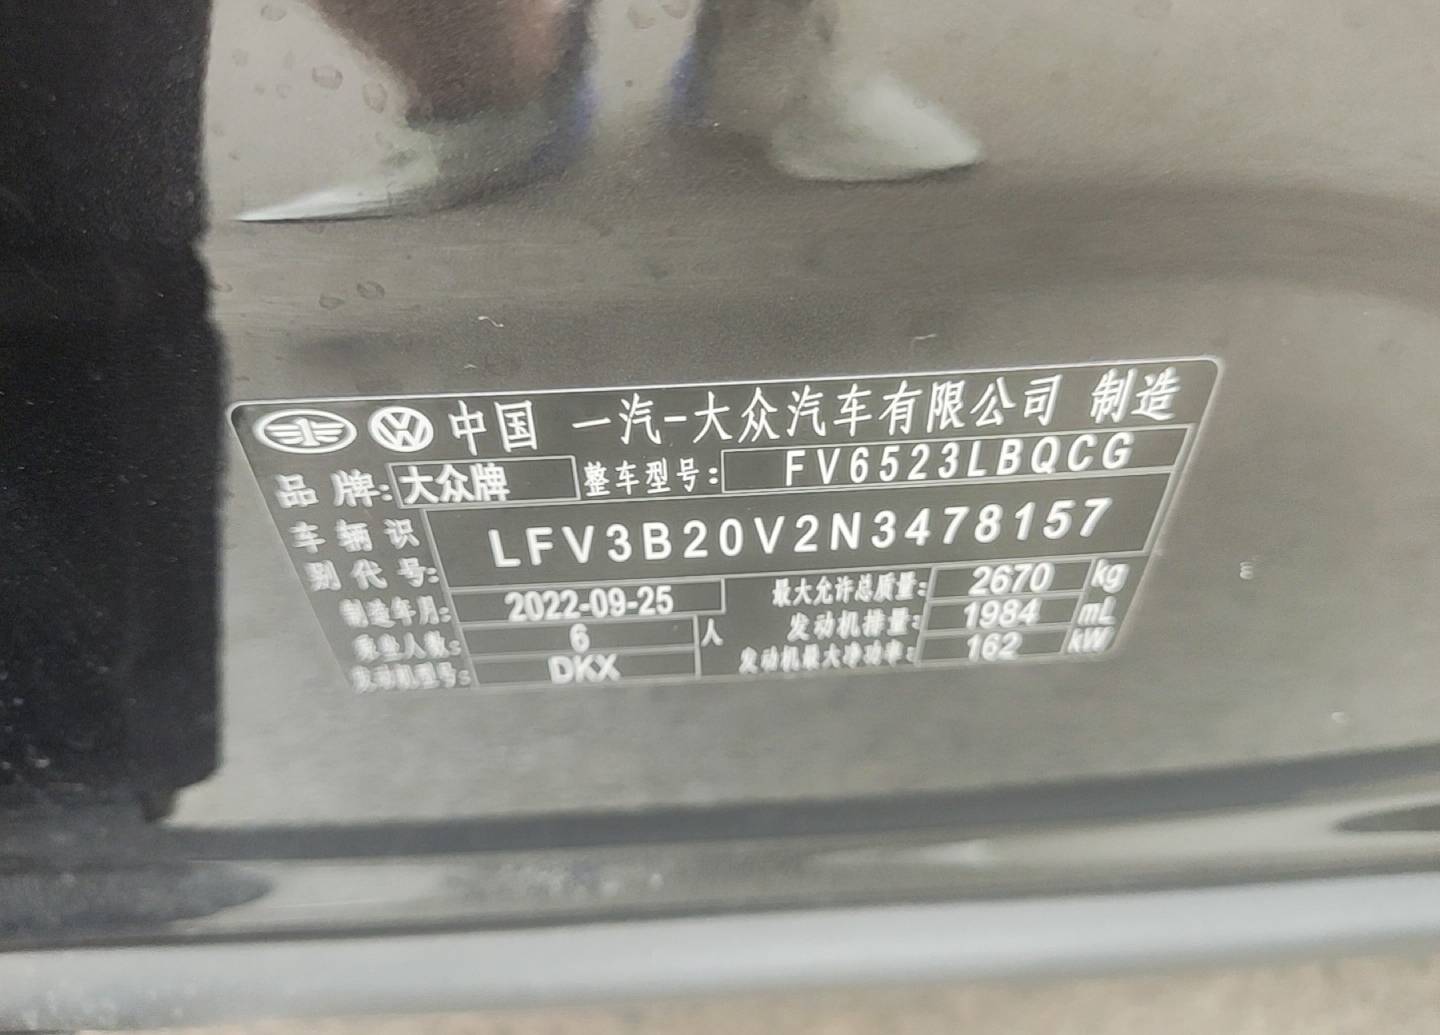 中国 一汽-大众汽车有限公司 制造
品牌: 大众牌 整车型号: FV6523LBQCG
车辆识别代号: LFV3B20V2N3478157
制造年月: 2022-09-25 最大允许总质量: 2670 kg
乘坐人数: 6 人 发动机排量: 1984 mL
发动机型号: DKX 发动机最大净功率: 162 kW